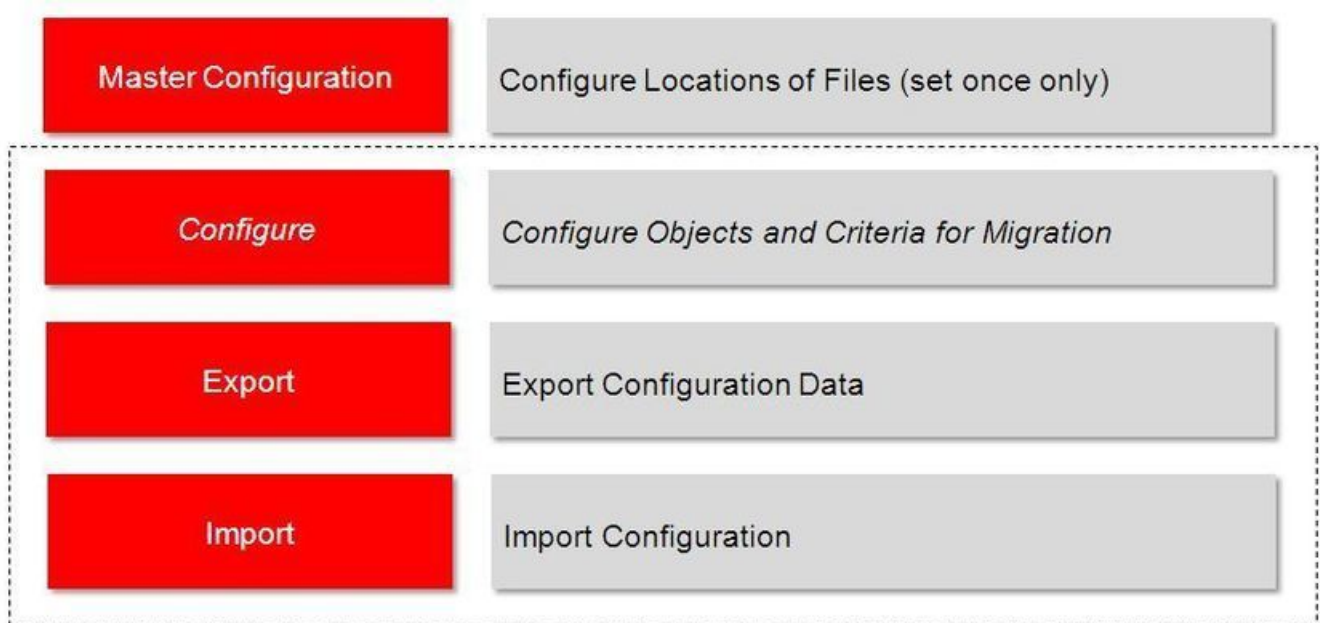 Master Configuration
Configure Locations of Files (set once only)
Configure
Configure Objects and Criteria for Migration
Export
Export Configuration Data
Import
Import Configuration